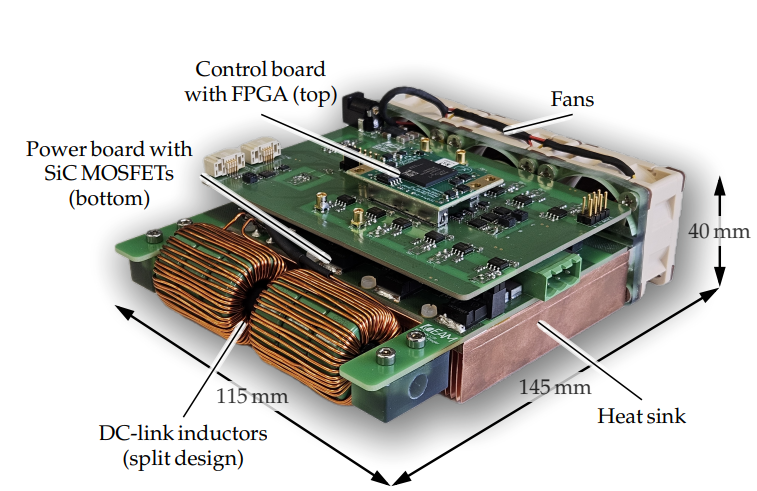 Control board
with FPGA (top)
Fans
Power board with
SiC MOSFETs
(bottom)
40 mm
115 mm
145 mm
DC-link inductors
(split design)
Heat sink